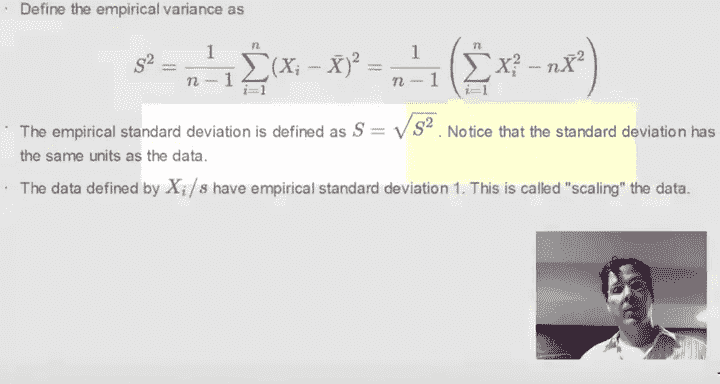 · Define the empirical variance as
S² = \frac{1}{n-1} \sum_{i=1}^{n} (X_i - \bar{X})² = \frac{1}{n-1} \left( \sum_{i=1}^{n} X_i^2 - n\bar{X}^2 \right)
· The empirical standard deviation is defined as S = \sqrt{S²}. Notice that the standard deviation has
the same units as the data.
· The data defined by X_i/s have empirical standard deviation 1. This is called "scaling" the data.